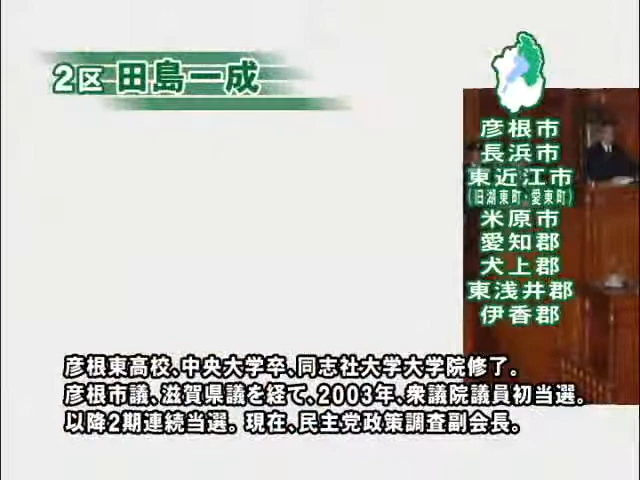 2区 田島一成
彦根市
長浜市
東近江市
(旧湖東町・愛東町)
米原市
愛知郡
犬上郡
東浅井郡
伊香郡
彦根東高校、中央大学卒、同志社大学大学院修了。
彦根市議、滋賀県議を経て、2003年、衆議院議員初当選。
以降2期連続当選。現在、民主党政策調査副会長。